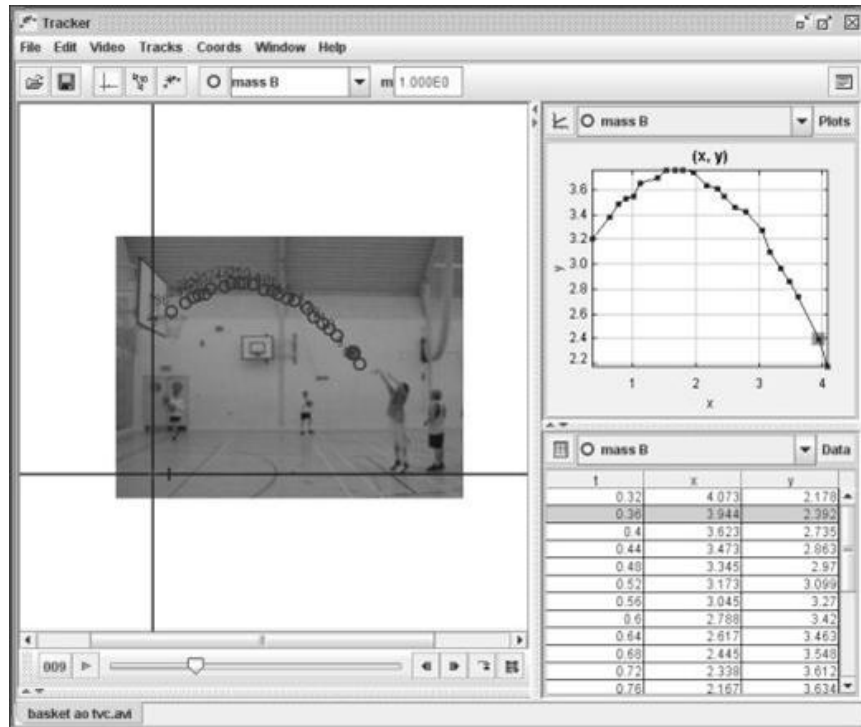 Tracker
File Edit Video Tracks Coords Window Help
mass B m 1.000E0
mass B Plots
(x, y)
3.6
3.4
3.2
3.0
2.8
2.6
2.4
2.2
y
1 2 3 4
x
mass B Data
t x y
0.32 4.073 2.178
0.36 3.944 2.392
0.4 3.623 2.735
0.44 3.473 2.863
0.48 3.345 2.97
0.52 3.173 3.099
0.56 3.045 3.27
0.6 2.788 3.42
0.64 2.617 3.463
0.68 2.445 3.548
0.72 2.338 3.612
0.76 2.167 3.634
009
basket ao tvc.avi